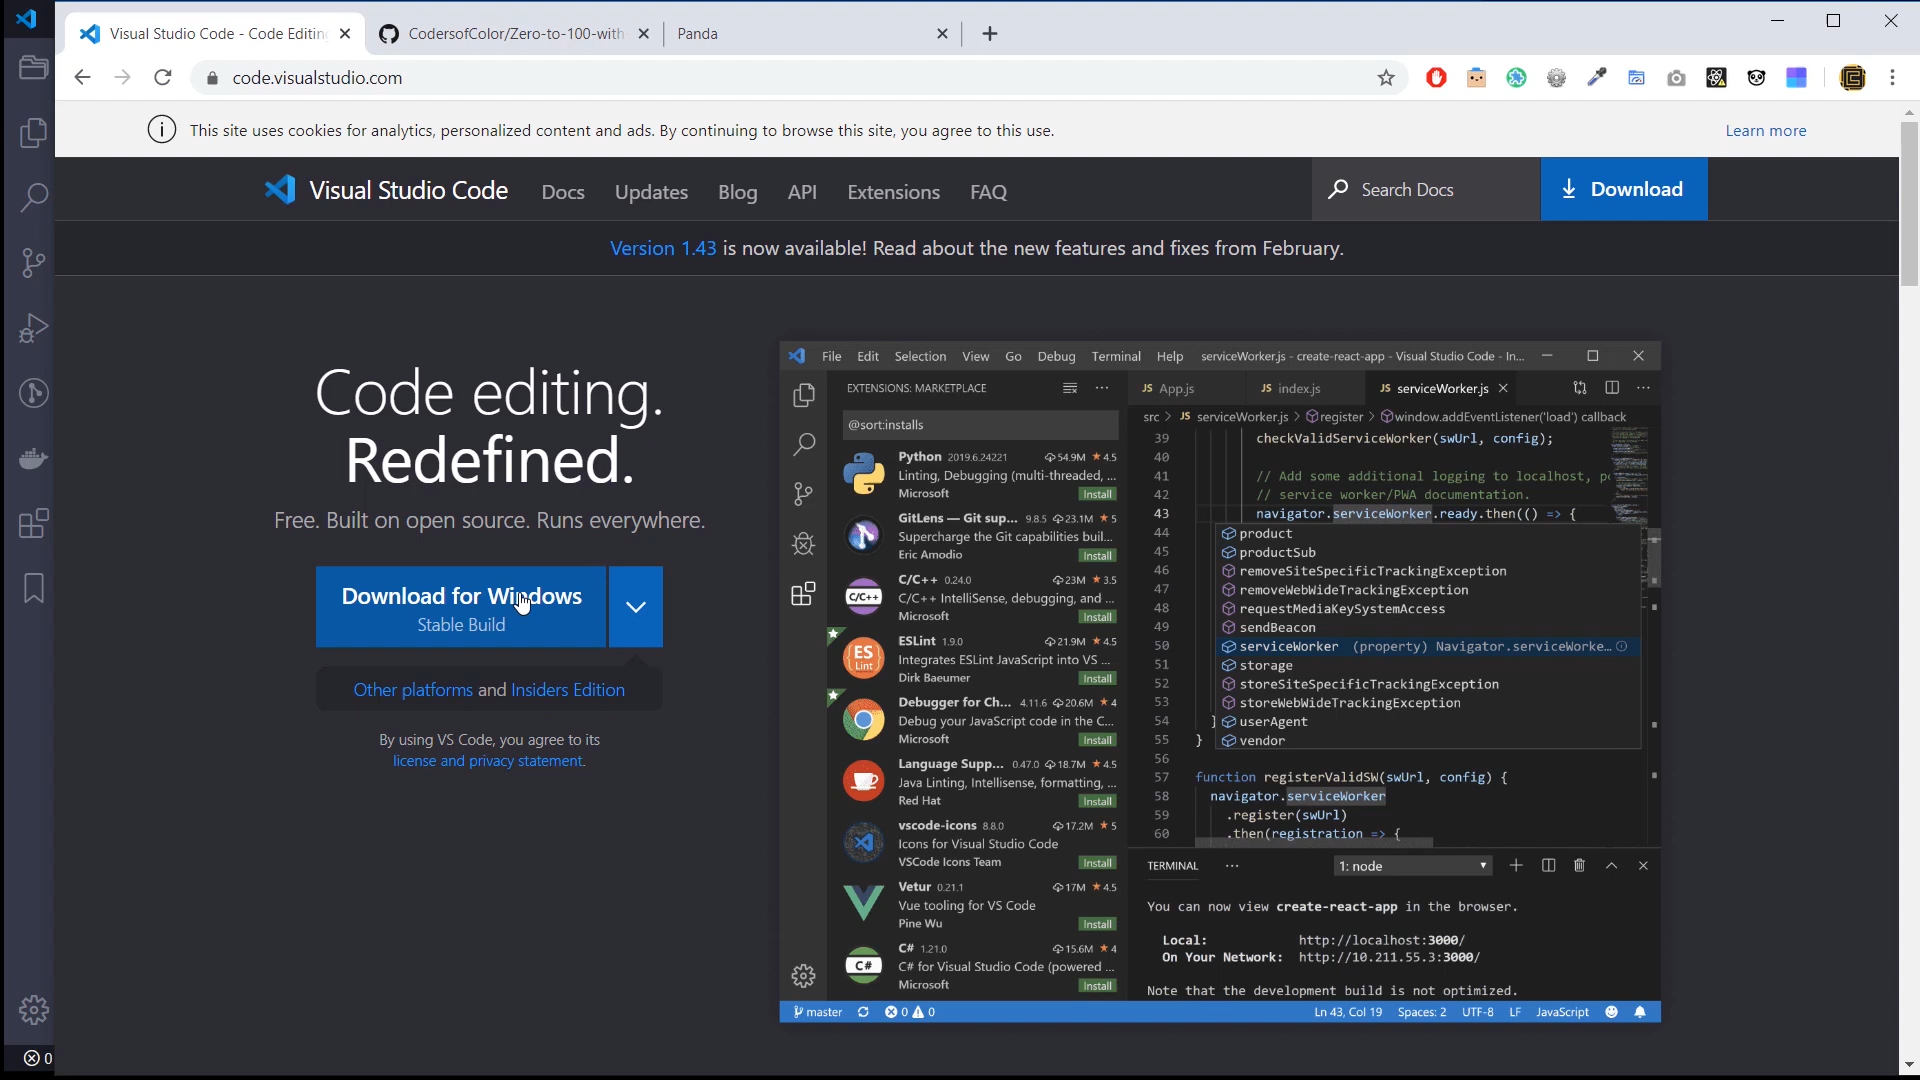 Visual Studio Code - Code Editin
CodersofColor/Zero-to-100-with
Panda
code.visualstudio.com
This site uses cookies for analytics, personalized content and ads. By continuing to browse this site, you agree to this use.
Learn more
Visual Studio Code
Docs
Updates
Blog
API
Extensions
FAQ
Search Docs
Download
Version 1.43 is now available! Read about the new features and fixes from February.
Code editing.
Redefined.
Free. Built on open source. Runs everywhere.
Download for Windows
Stable Build
Other platforms and Insiders Edition
By using VS Code, you agree to its
license and privacy statement.
File Edit Selection View Go Debug Terminal Help serviceWorker.js - create-react-app - Visual Studio Code - In...
EXTENSIONS: MARKETPLACE
@sort:installs
Python 2019.6.24221 54.9M 4.5
Linting, Debugging (multi-threaded, ...
Microsoft Install
GitLens — Git sup... 9.8.5 23.1M 5
Supercharge the Git capabilities buil...
Eric Amodio Install
C/C++ 0.24.0 23M 3.5
C/C++
C/C++ IntelliSense, debugging, and ...
Microsoft Install
ESLint 1.9.0 21.9M 4.5
ES Lint
Integrates ESLint JavaScript into VS ...
Dirk Baeumer Install
Debugger for Ch... 4.11.6 20.6M 4
Debug your JavaScript code in the C...
Microsoft Install
Language Supp... 0.47.0 18.7M 4.5
Java Linting, Intellisense, formatting, ...
Red Hat Install
vscode-icons 8.8.0 17.2M 5
Icons for Visual Studio Code
VSCode Icons Team Install
Vetur 0.21.1 17M 4.5
Vue tooling for VS Code
Pine Wu Install
C# 1.21.0 15.6M 4
C#
C# for Visual Studio Code (powered ...
Microsoft Install
JS App.js JS index.js JS serviceWorker.js
src > JS serviceWorker.js > register > window.addEventListener('load') callback
39 checkValidServiceWorker(swUrl, config);
40
41 // Add some additional logging to localhost, p
42 // service worker/PWA documentation.
43 navigator.serviceWorker.ready.then(() => {
44 product
45 productSub
46 removeSiteSpecificTrackingException
47 removeWebWideTrackingException
48 requestMediaKeySystemAccess
49 sendBeacon
50 serviceWorker (property) Navigator.serviceWorke...
51 storage
52 storeSiteSpecificTrackingException
53 storeWebWideTrackingException
54 } userAgent
55 } vendor
56
57 function registerValidSW(swUrl, config) {
58 navigator.serviceWorker
59 .register(swUrl)
60 .then(registration => {
TERMINAL ... 1: node
You can now view create-react-app in the browser.
Local: http://localhost:3000/
On Your Network: http://10.211.55.3:3000/
Note that the development build is not optimized.
master 0 0 Ln 43, Col 19 Spaces: 2 UTF-8 LF JavaScript
0